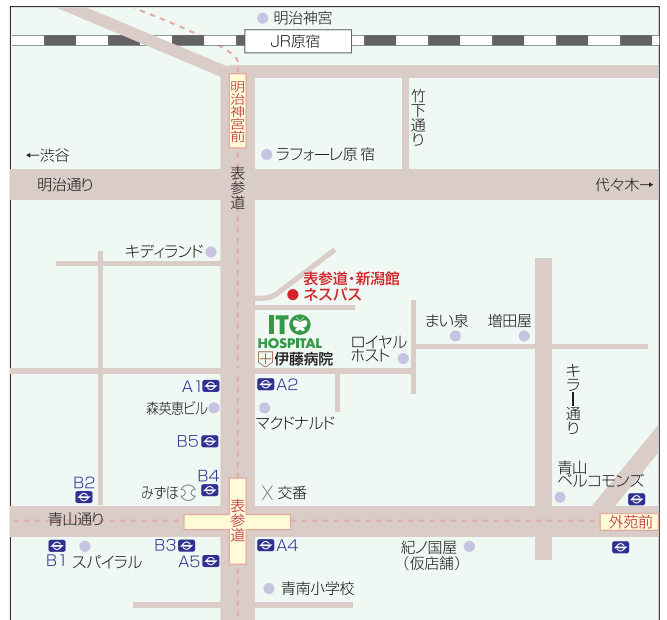 明治神宮
JR原宿
明治神宮前
竹下通り
ラフォーレ原宿
←渋谷
表参道
明治通り
代々木→
キディランド
表参道・新潟館
ネスパス
ITO
HOSPITAL
伊藤病院
ロイヤル
ホスト
まい泉
増田屋
キラー通り
A1
A2
森英恵ビル
マクドナルド
B5
B4
B2
みずほ
交番
青山
ベルコモンズ
表参道
青山通り
外苑前
B1
スパイラル
B3
A5
A4
紀ノ国屋
(仮店舗)
青南小学校